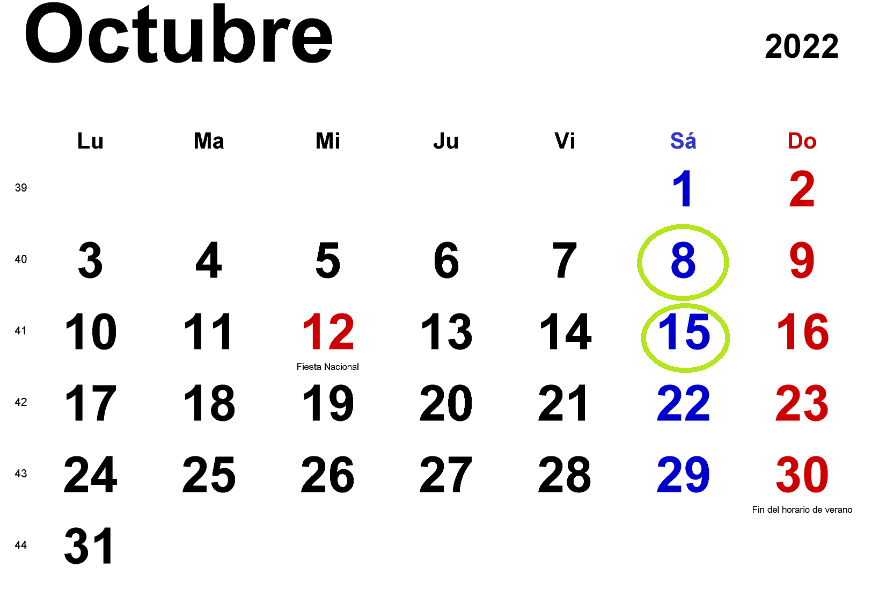 Octubre
2022
Lu Ma Mi Ju Vi Sá Do
39 1 2
40 3 4 5 6 7 8 9
41 10 11 12 13 14 15 16
Fiesta Nacional
42 17 18 19 20 21 22 23
43 24 25 26 27 28 29 30
Fin del horario de verano
44 31